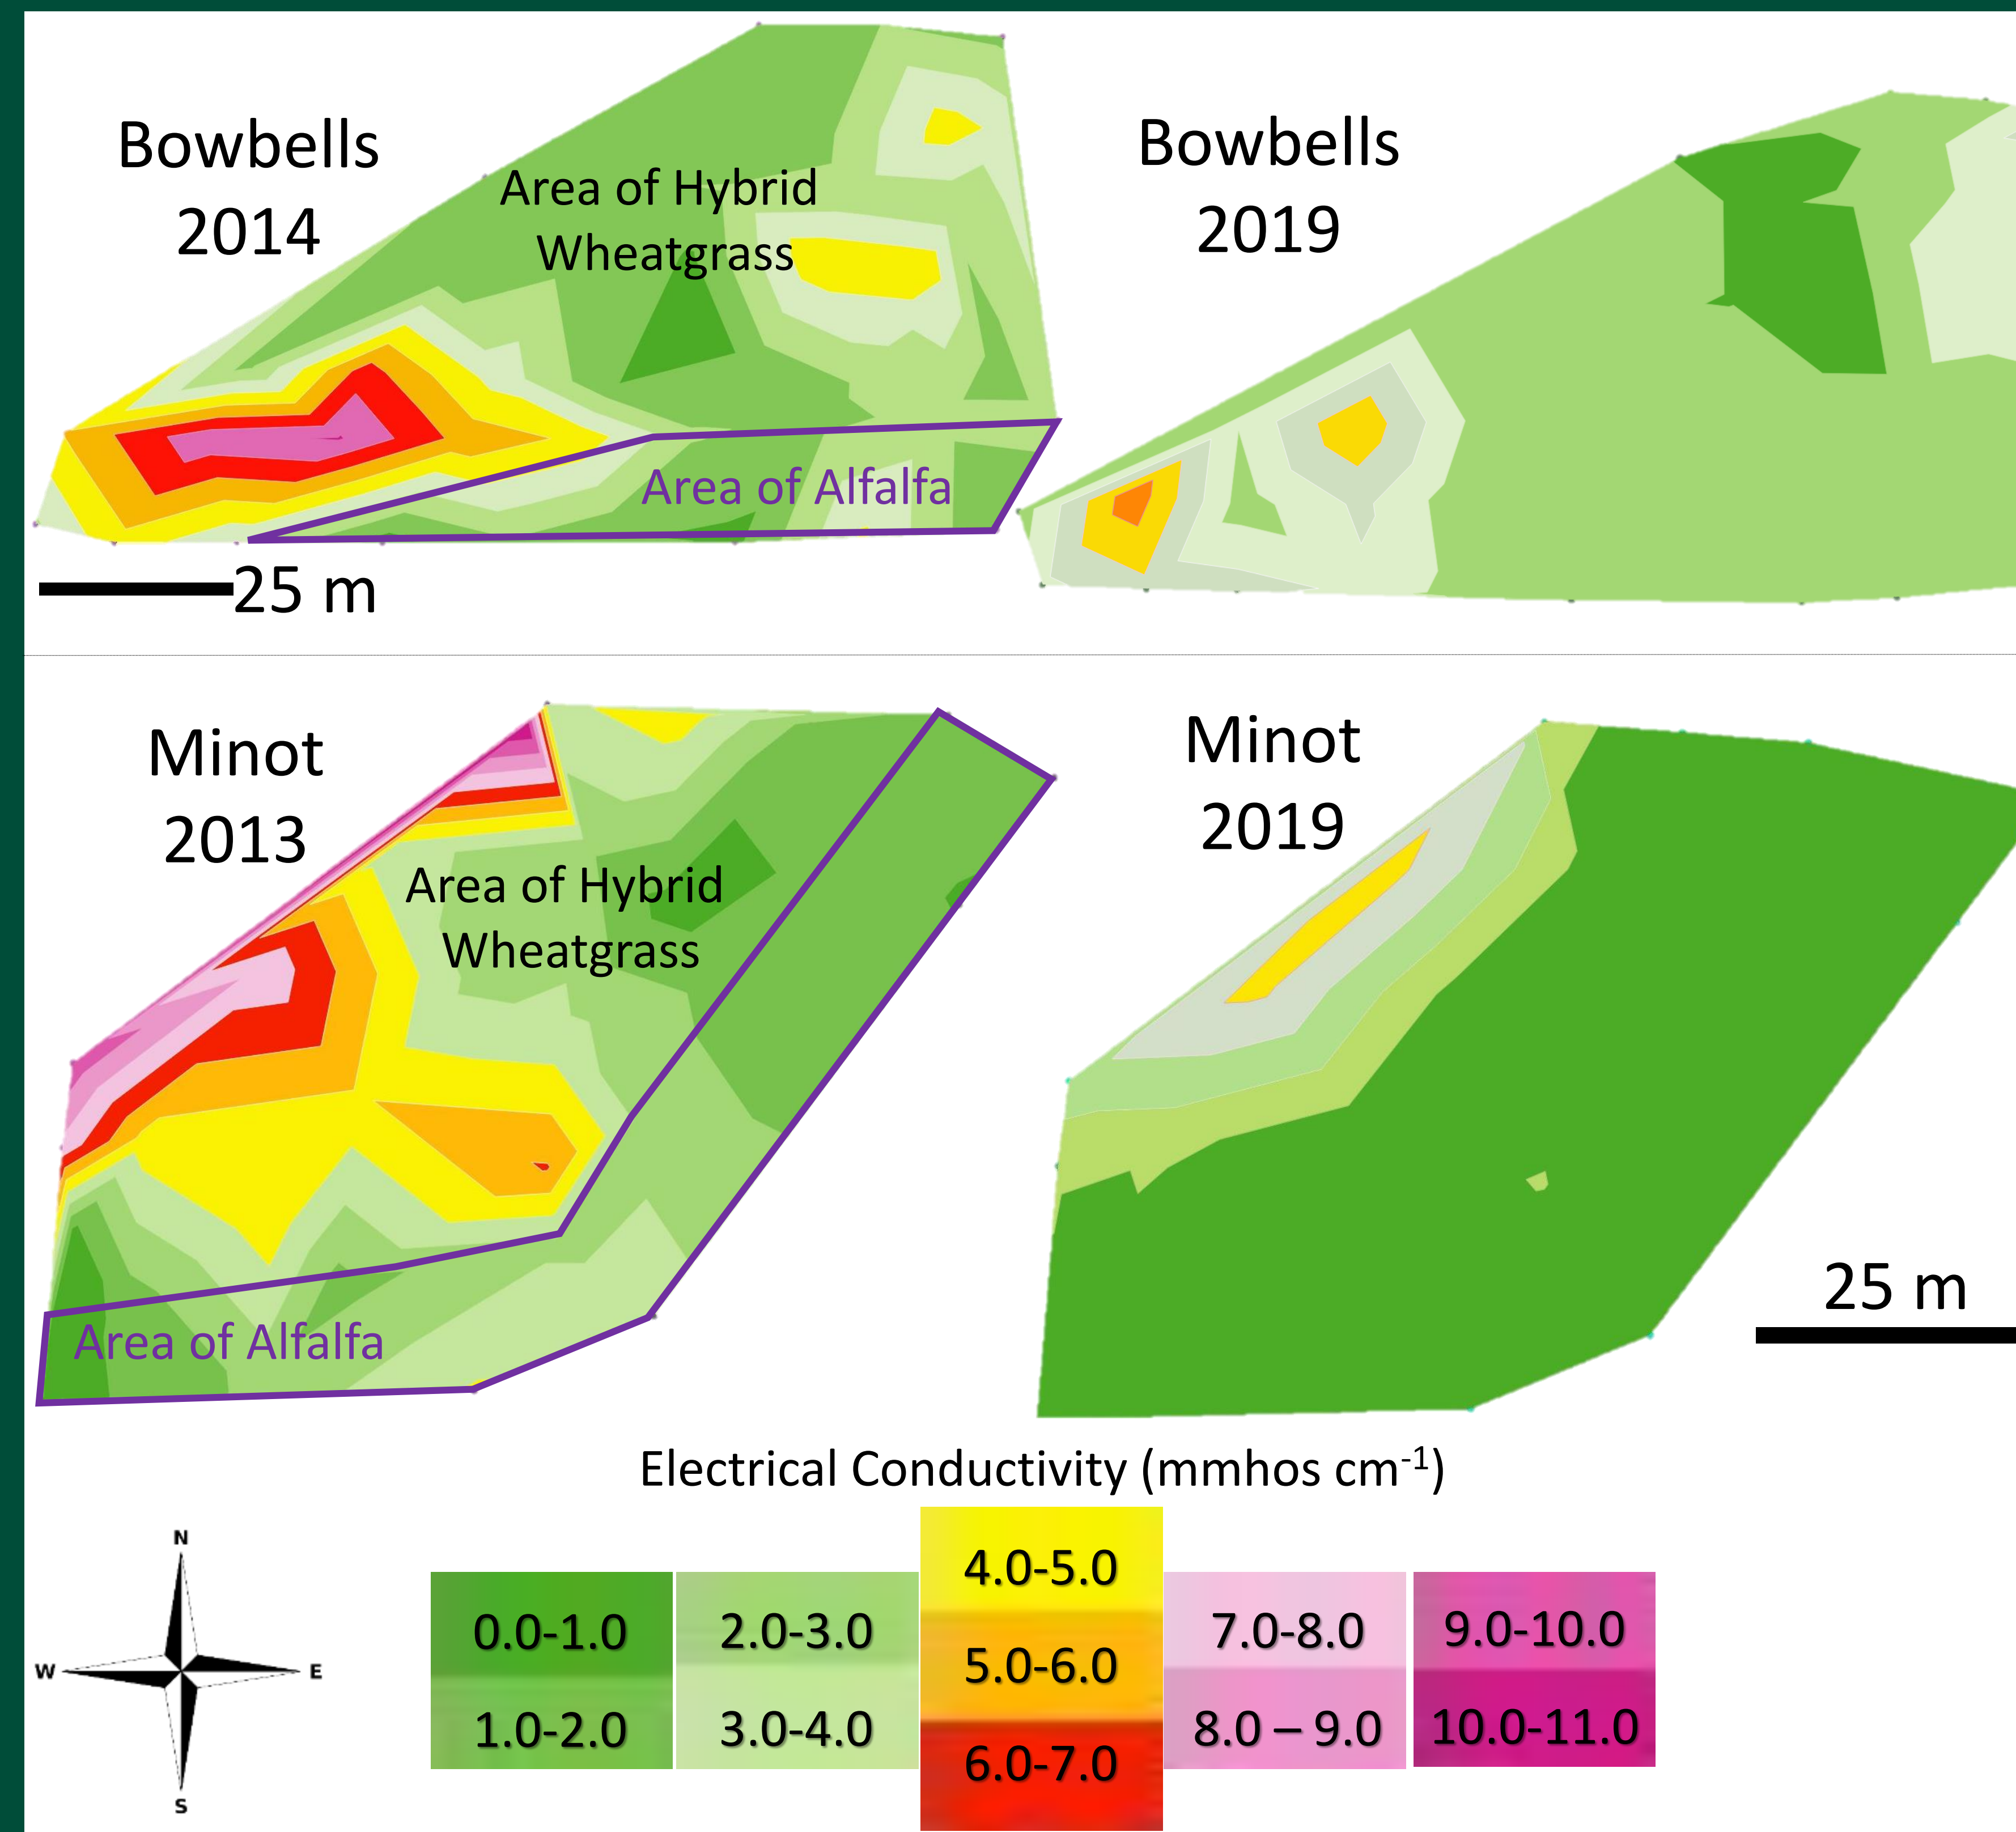 Bowbells
2014
Area of Hybrid
Wheatgrass
Area of Alfalfa
25 m
Bowbells
2019
Minot
2013
Area of Hybrid
Wheatgrass
Area of Alfalfa
Minot
2019
25 m
Electrical Conductivity (mmhos cm⁻¹)
N
W
E
S
0.0-1.0
1.0-2.0
2.0-3.0
3.0-4.0
4.0-5.0
5.0-6.0
6.0-7.0
7.0-8.0
8.0 – 9.0
9.0-10.0
10.0-11.0